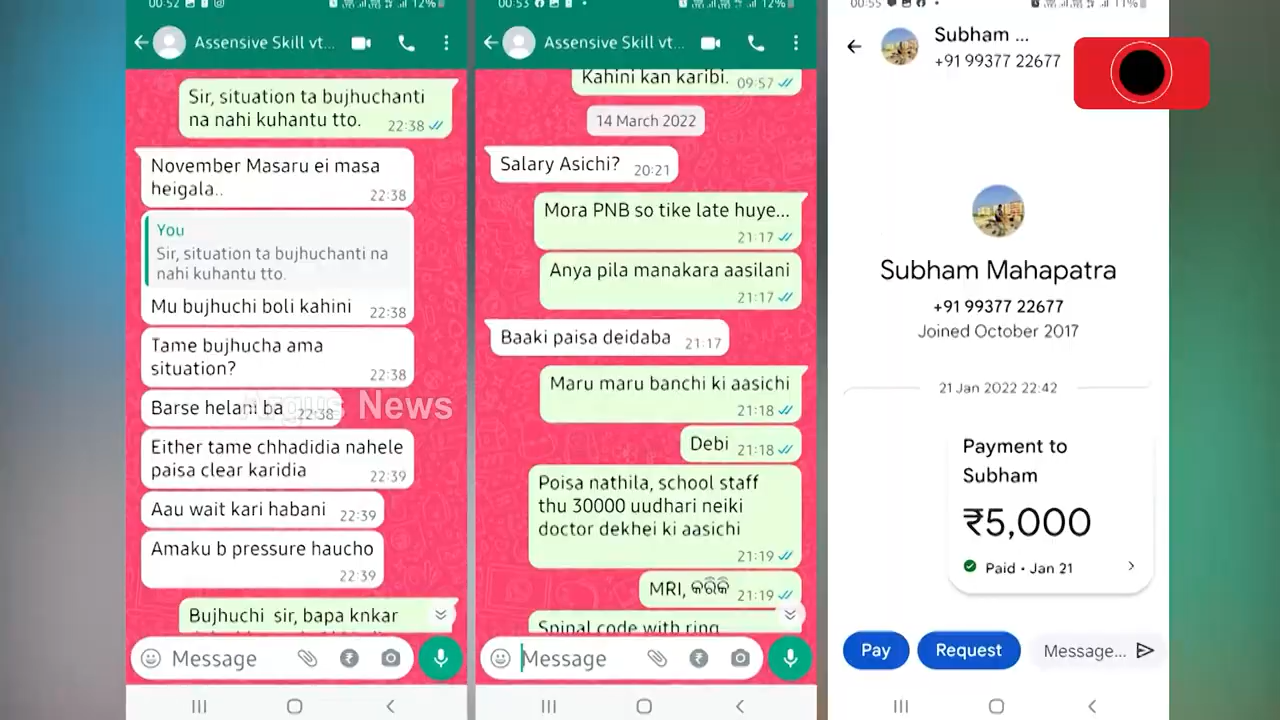 00:52
12%
Assensive Skill vt...
Sir, situation ta bujhuchanti
na nahi kuhantu tto. 22:38
November Masaru ei masa
heigala.. 22:38
You
Sir, situation ta bujhuchanti na
nahi kuhantu tto.
Mu bujhuchi boli kahini 22:38
Tame bujhucha ama
situation? 22:38
Barse helani ba 22:38
Either tame chhadidia nahele
paisa clear karidia 22:39
Aau wait kari habani 22:39
Amaku b pressure haucho
22:39
Bujhuchi sir, bapa knkar
Message
00:53
12%
Assensive Skill vt...
Kahini kan karibi. 09:57
14 March 2022
Salary Asichi? 20:21
Mora PNB so tike late huye...
21:17
Anya pila manakara aasilani
21:17
Baaki paisa deidaba 21:17
Maru maru banchi ki aasichi
21:18
Debi 21:18
Poisa nathila, school staff
thu 30000 uudhari neiki
doctor dekhei ki aasichi
21:19
MRI, କରିକି 21:19
Spinal code with ring
Message
00:55
11%
Subham ...
+91 99377 22677
Subham Mahapatra
+91 99377 22677
Joined October 2017
21 Jan 2022 22:42
Payment to
Subham
₹5,000
Paid • Jan 21
Pay
Request
Message...
Argus News